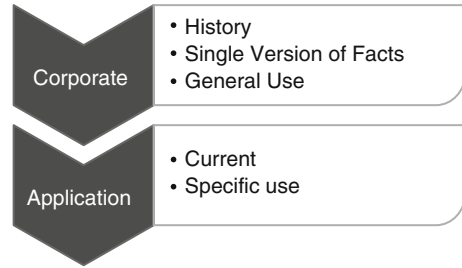 Corporate
• History
• Single Version of Facts
• General Use
Application
• Current
• Specific use